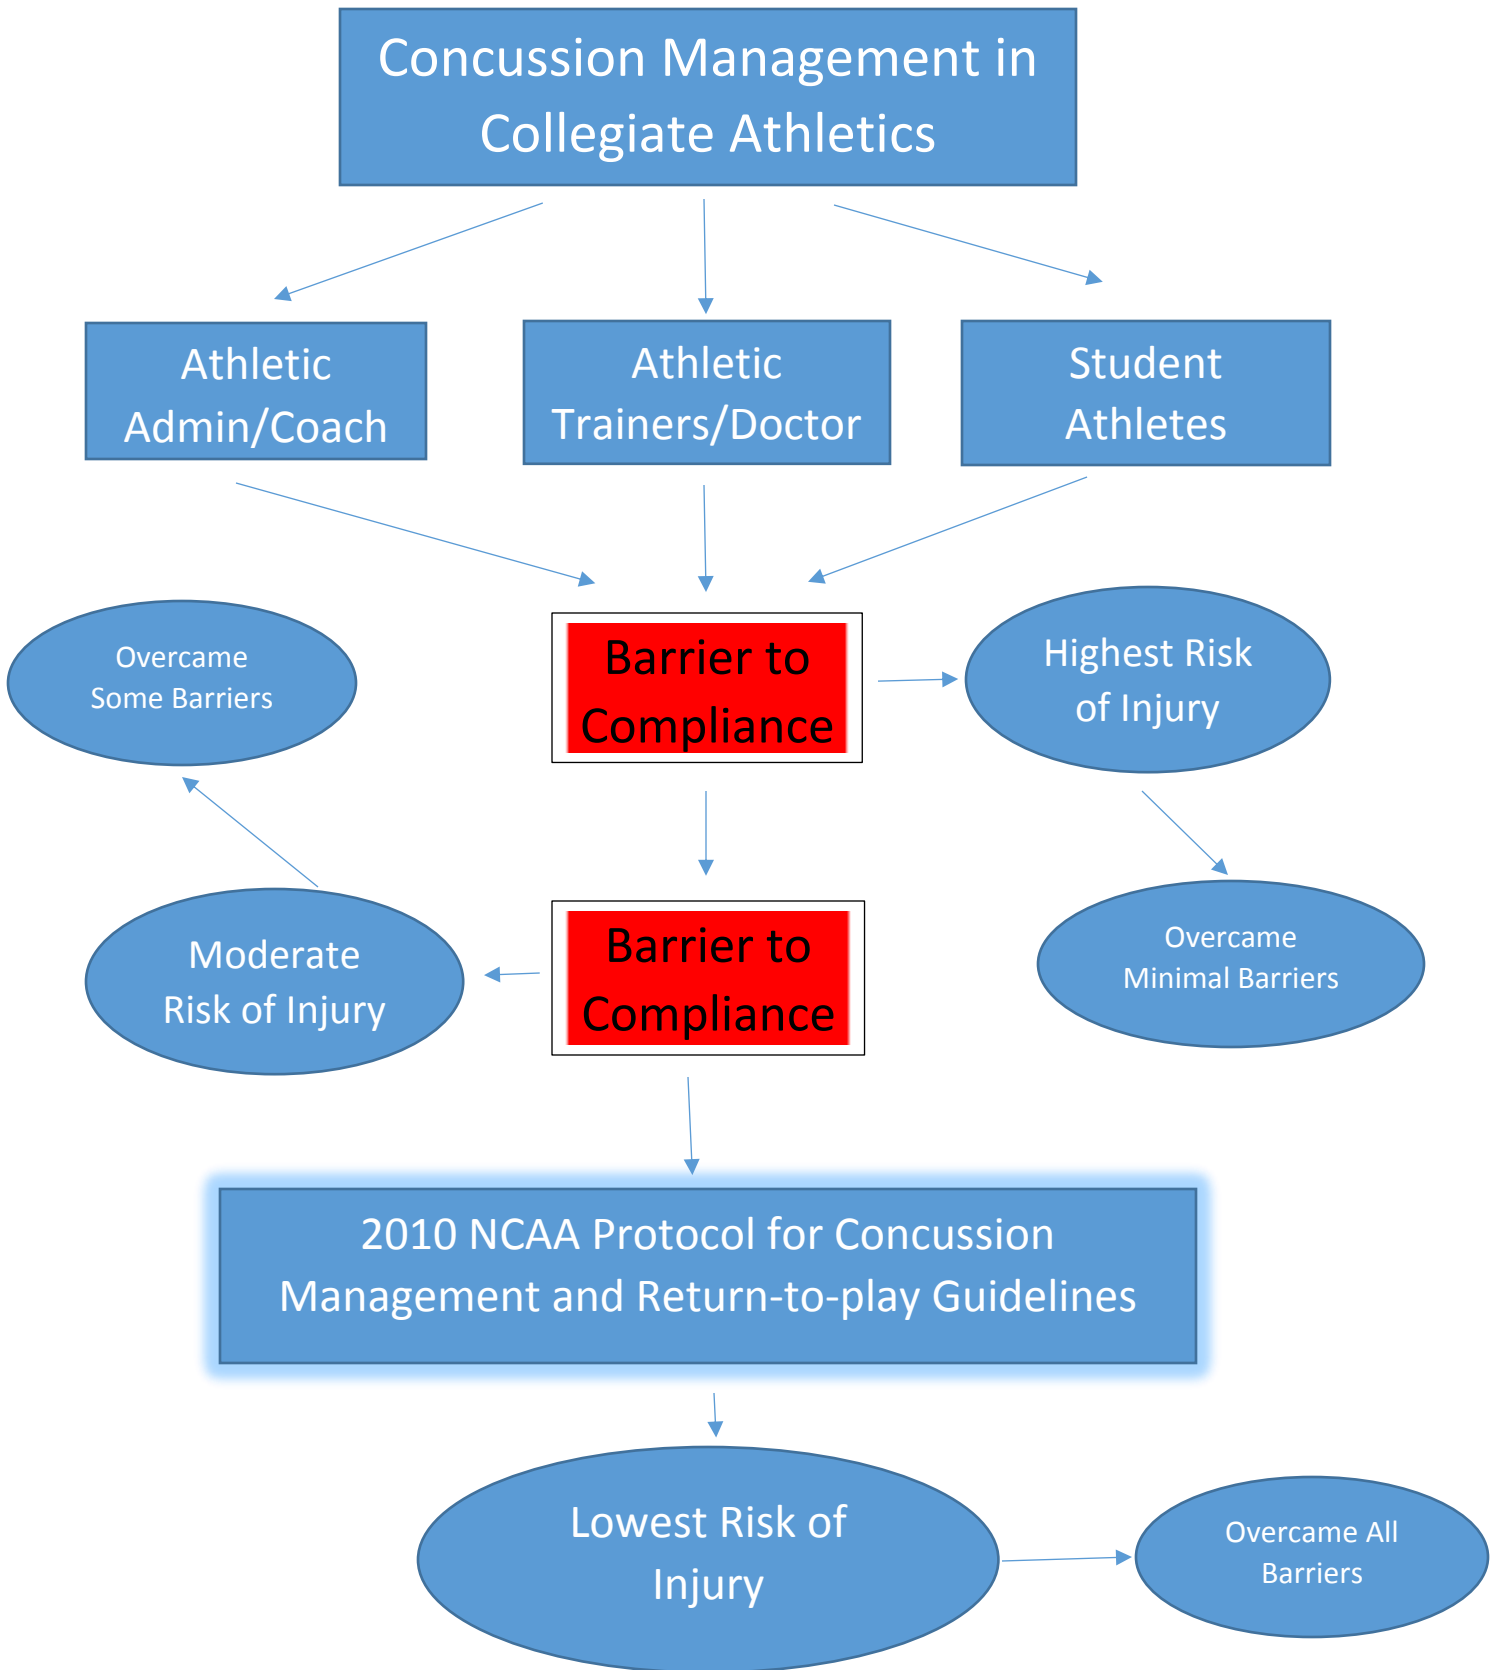 Concussion Management in
Collegiate Athletics
Athletic
Admin/Coach
Athletic
Trainers/Doctor
Student
Athletes
Overcame
Some Barriers
Barrier to
Compliance
Highest Risk
of Injury
Moderate
Risk of Injury
Barrier to
Compliance
Overcame
Minimal Barriers
2010 NCAA Protocol for Concussion
Management and Return-to-play Guidelines
Lowest Risk of
Injury
Overcame All
Barriers